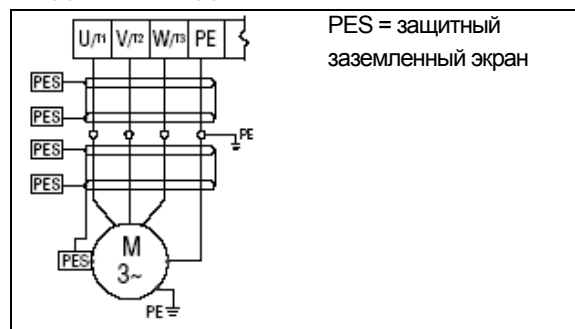 U/T1 V/T2 W/T3 PE
PES = защитный
заземленный экран
PES
PES
PE
PES
PES
PES
M
3~
PE